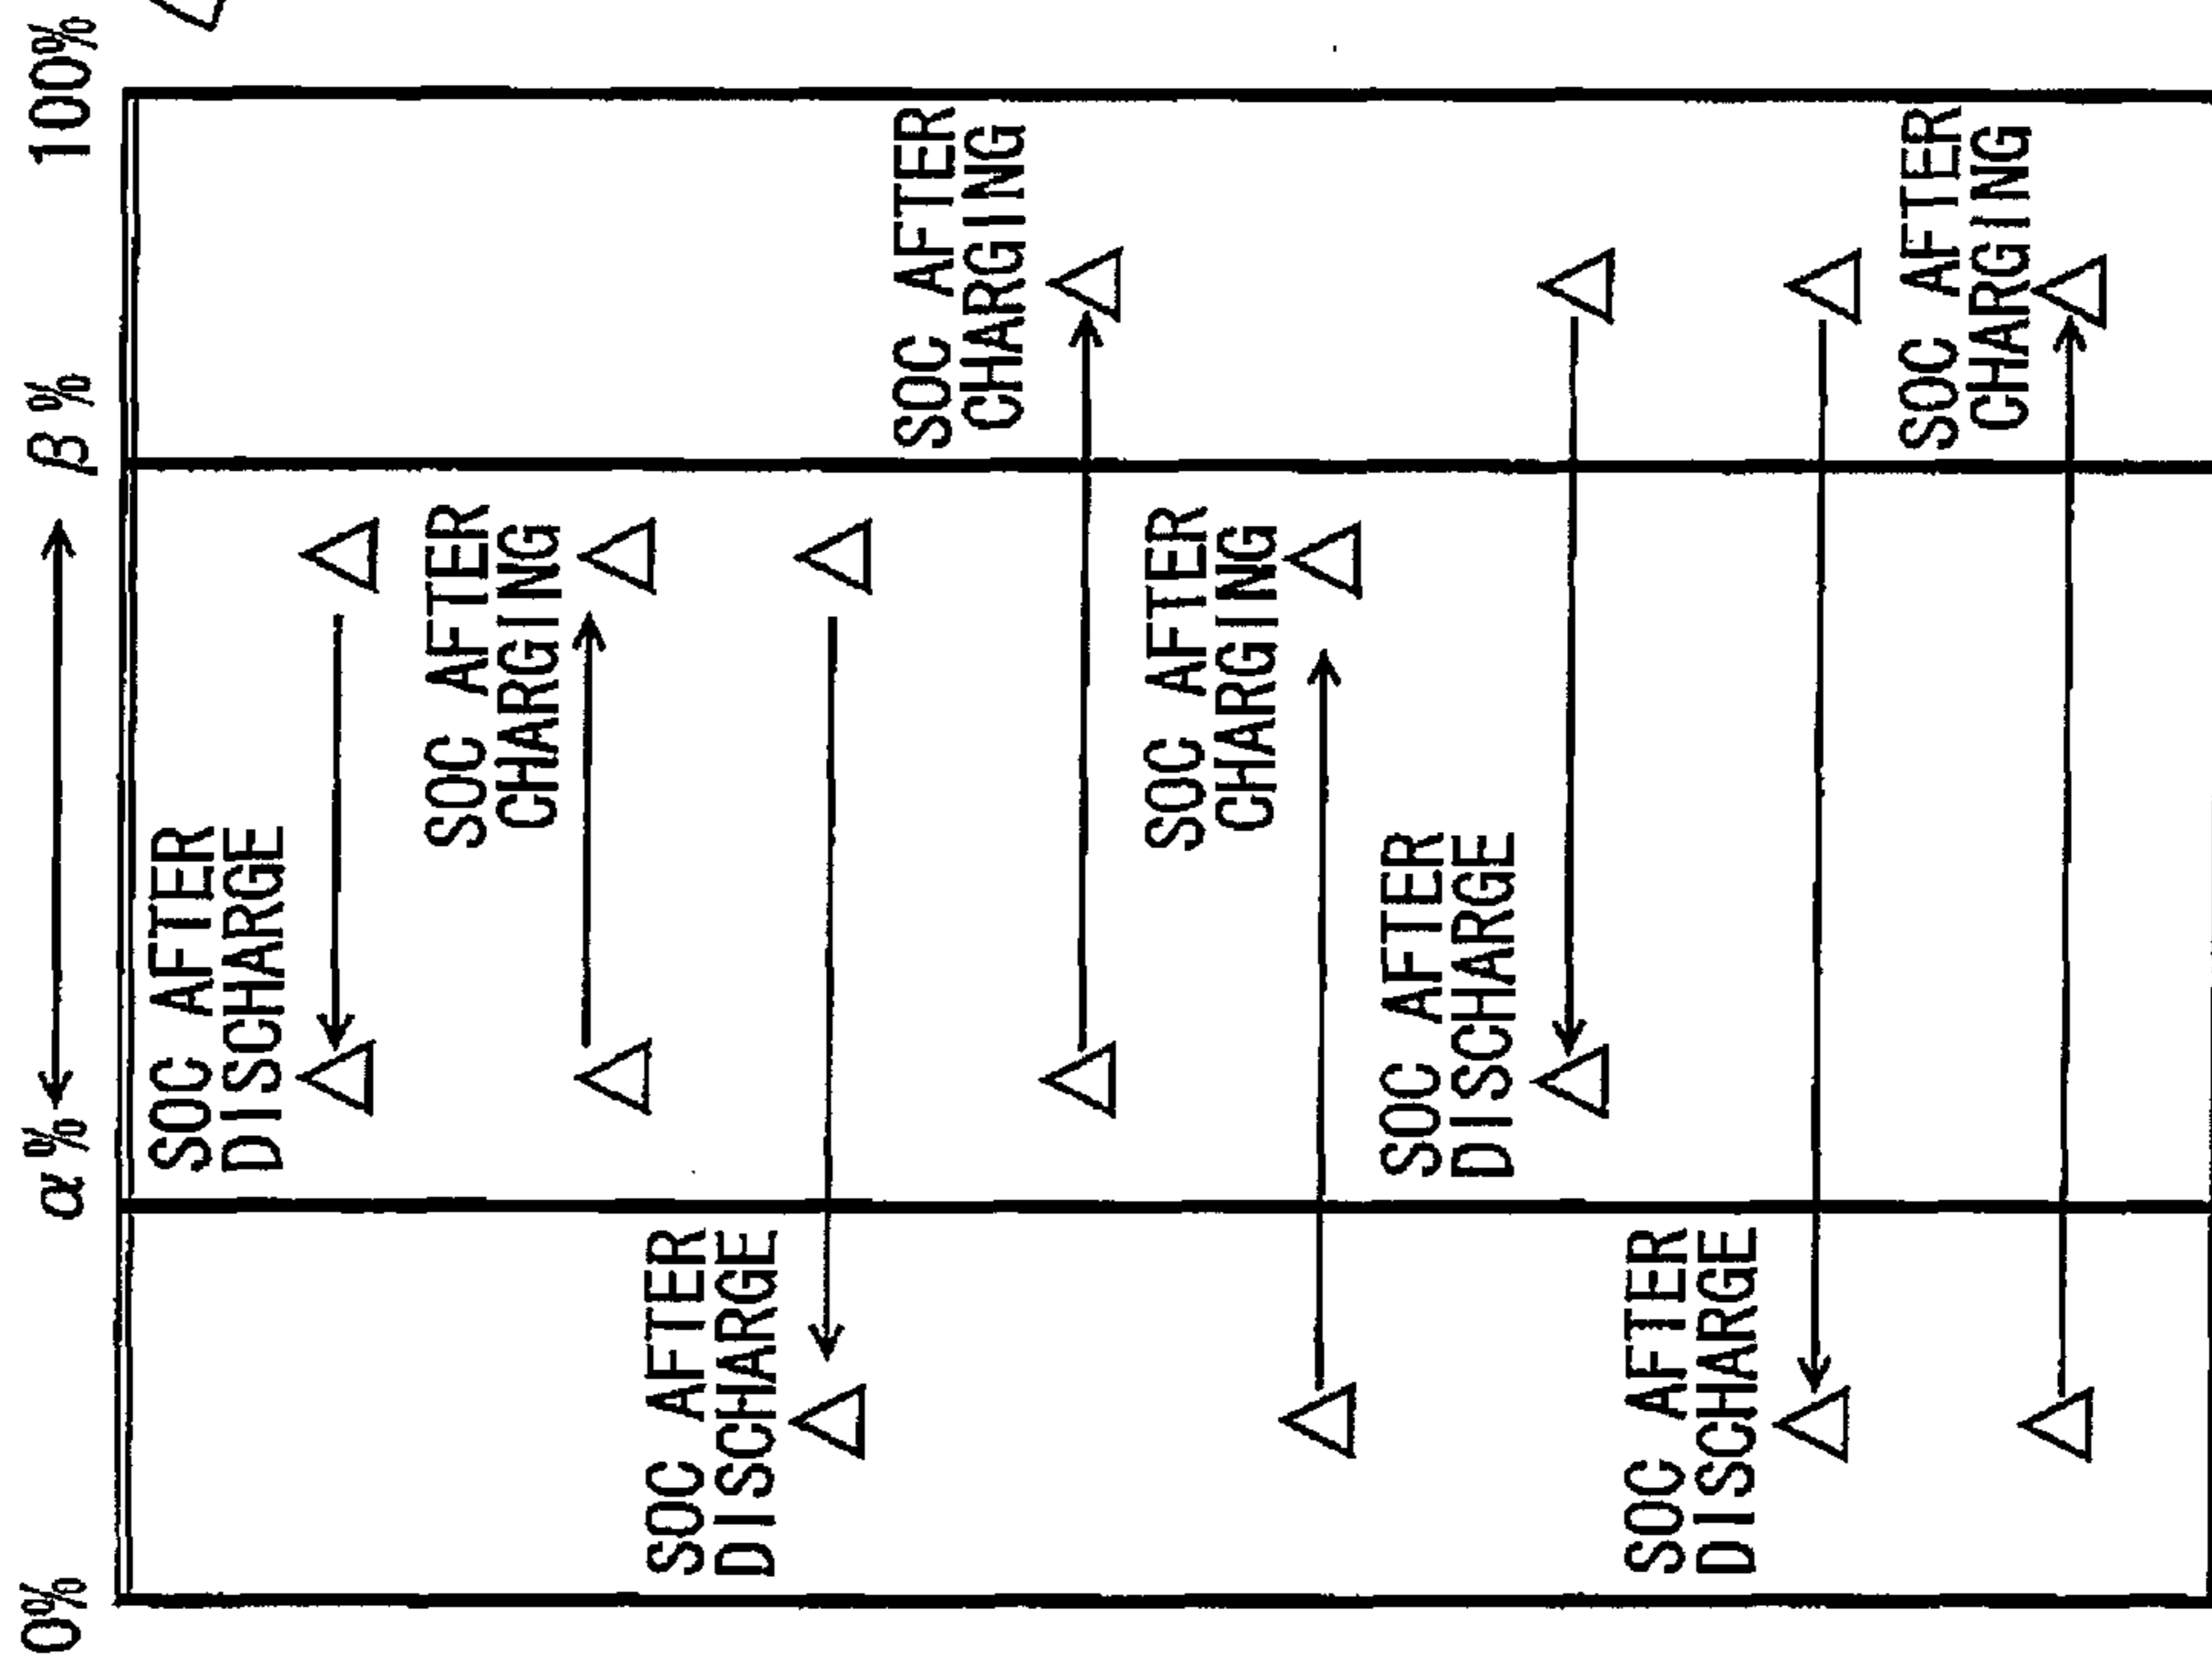 0%
α%
β%
100%
SOC AFTER
DISCHARGE
SOC AFTER
CHARGING
SOC AFTER
DISCHARGE
SOC AFTER
CHARGING
SOC AFTER
CHARGING
SOC AFTER
DISCHARGE
SOC AFTER
DISCHARGE
SOC AFTER
CHARGING